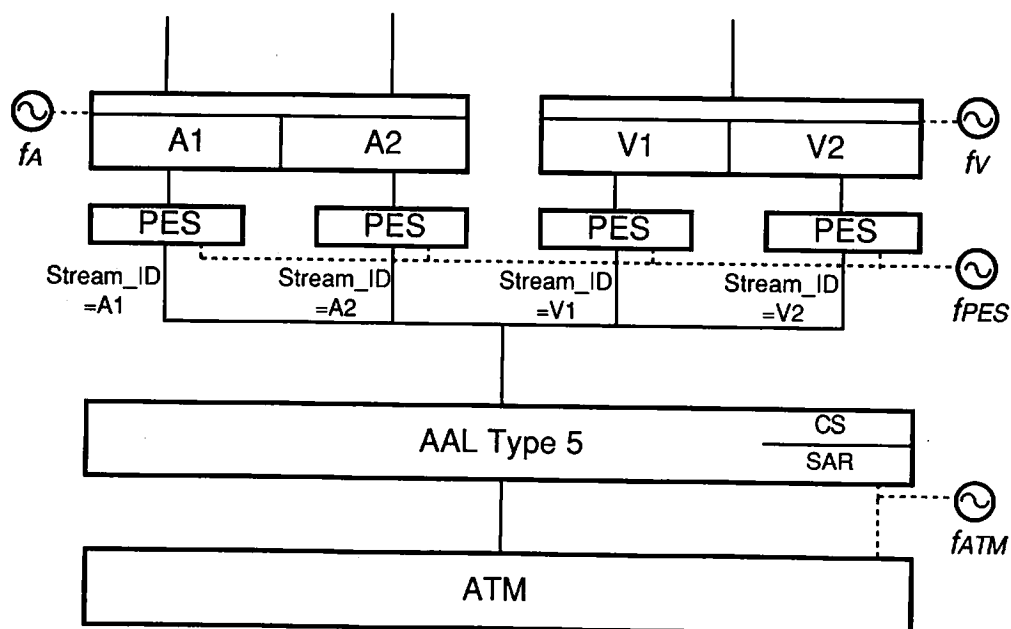 A1
A2
V1
V2
fA
fV
PES
PES
PES
PES
Stream_ID
=A1
Stream_ID
=A2
Stream_ID
=V1
Stream_ID
=V2
fPES
AAL Type 5
CS
SAR
fATM
ATM